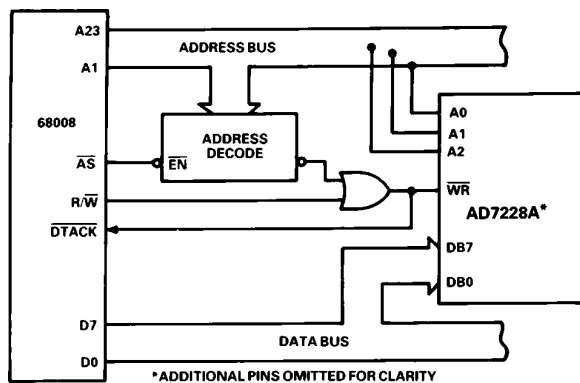 A23
ADDRESS BUS
A1
68008
ADDRESS
DECODE
EN
AS
R/W
DTACK
A0
A1
A2
WR
AD7228A*
DB7
DB0
D7
DATA BUS
D0
*ADDITIONAL PINS OMITTED FOR CLARITY